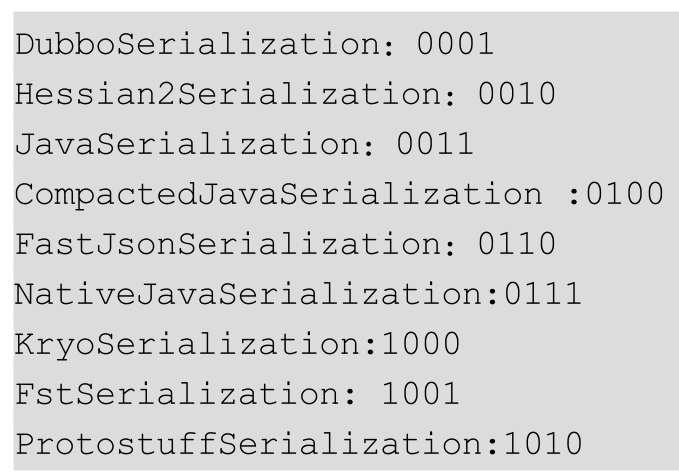 DubboSerialization: 0001
Hessian2Serialization: 0010
JavaSerialization: 0011
CompactedJavaSerialization :0100
FastJsonSerialization: 0110
NativeJavaSerialization:0111
KryoSerialization:1000
FstSerialization: 1001
ProtostuffSerialization:1010